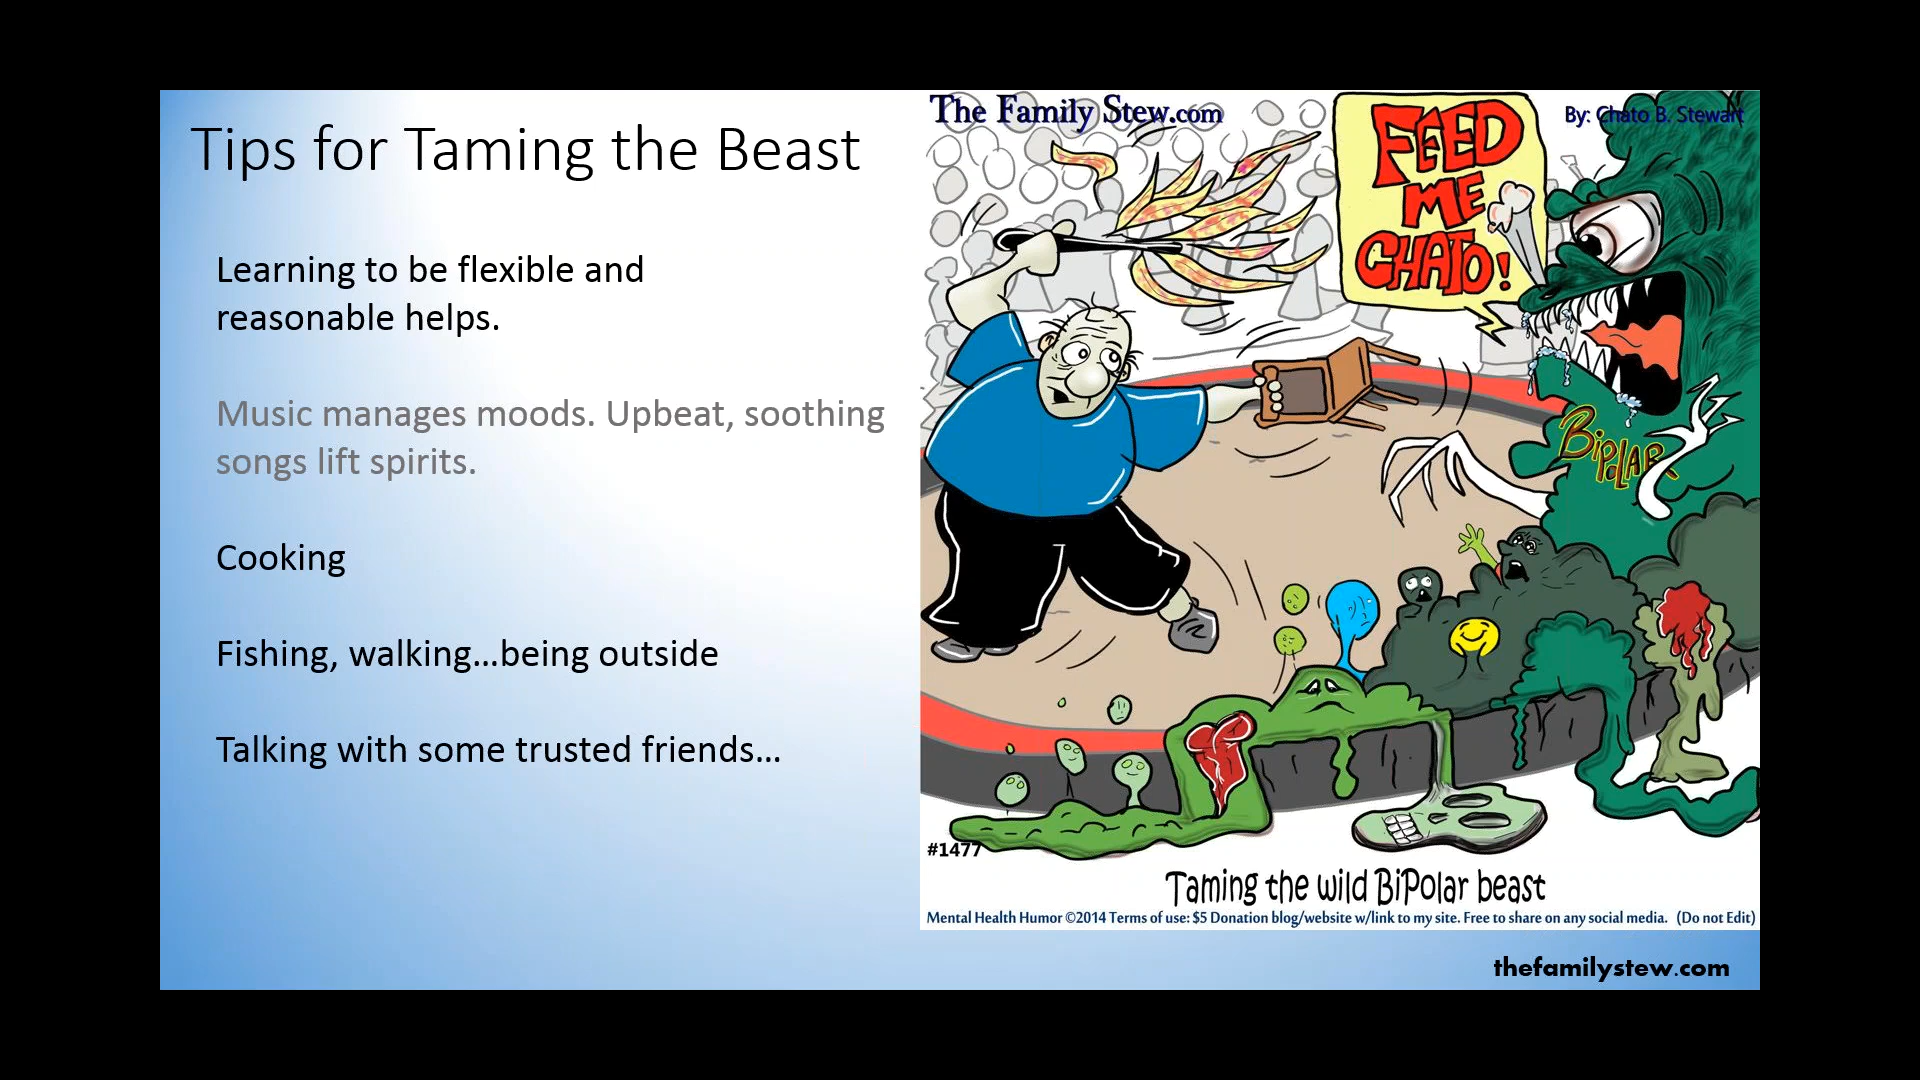 Tips for Taming the Beast
Learning to be flexible and
reasonable helps.
Music manages moods. Upbeat, soothing
songs lift spirits.
Cooking
Fishing, walking…being outside
Talking with some trusted friends…
The Family Stew.com
By: Chato B. Stewart
FEED
ME
CHATO!
BiPOLAR
#1477
Taming the wild BiPolar beast
Mental Health Humor ©2014 Terms of use: $5 Donation blog/website w/link to my site. Free to share on any social media. (Do not Edit)
thefamilystew.com